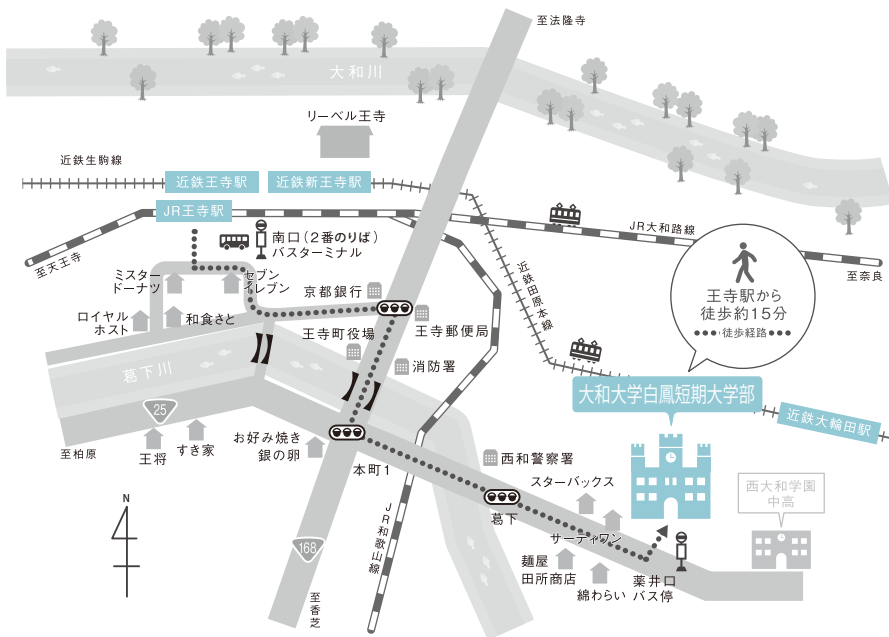 至法隆寺
大和川
リーベル王寺
近鉄生駒線
近鉄王寺駅
近鉄新王寺駅
JR王寺駅
南口(2番のりば)
バスターミナル
JR大和路線
至天王寺
至奈良
ミスター
ドーナツ
セブン
イレブン
京都銀行
近鉄田原本線
王寺駅から
徒歩約15分
徒歩経路
ロイヤル
ホスト
和食さと
王寺町役場
王寺郵便局
消防署
葛下川
大和大学白鳳短期大学部
近鉄大輪田駅
25
至柏原
王将
すき家
お好み焼き
銀の卵
本町1
西和警察署
スターバックス
葛下
サーティワン
西大和学園
中高
N
168
JR和歌山線
麺屋
田所商店
綿わらい
薬井口
バス停
至香芝